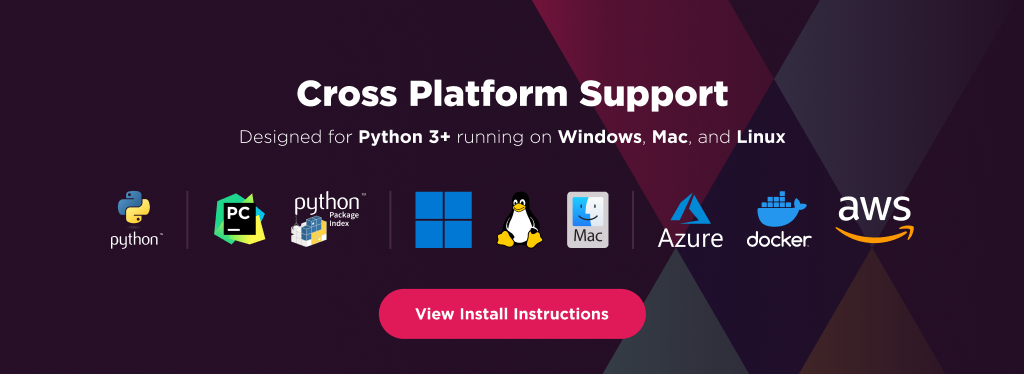 Cross Platform Support
Designed for Python 3+ running on Windows, Mac, and Linux
python™
PC
python™
Package
Index
Mac
Azure
docker
aws
View Install Instructions